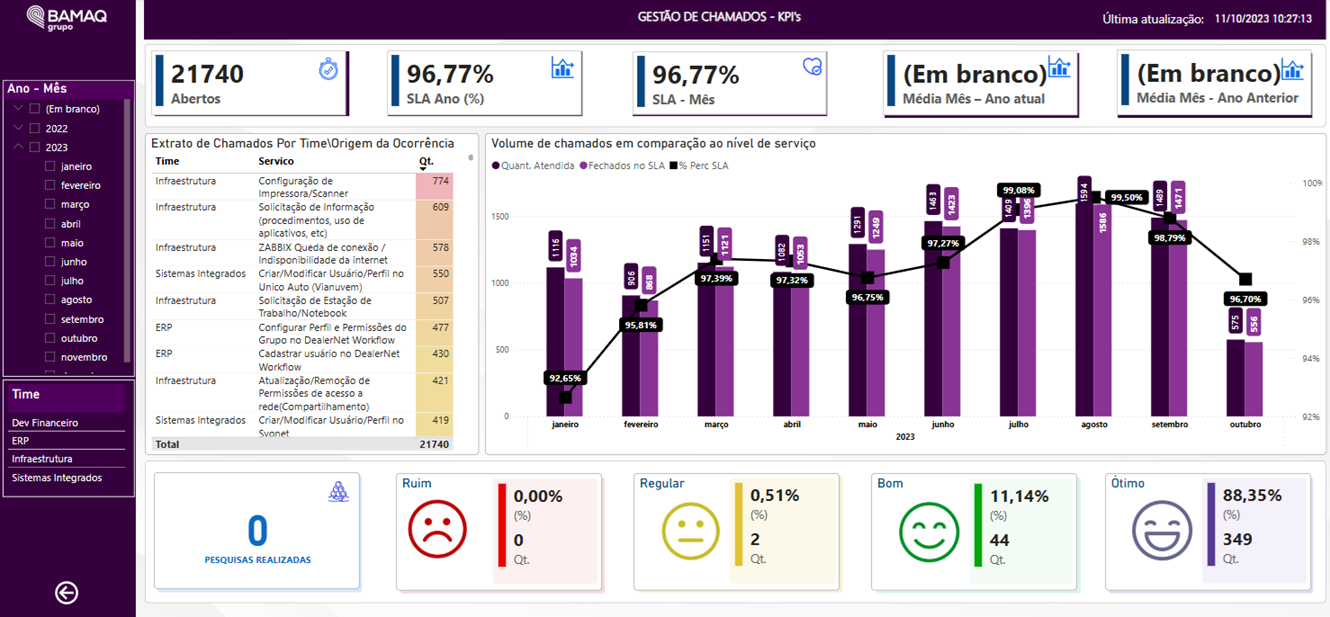 BAMAQ
grupo
GESTÃO DE CHAMADOS - KPI's
Última atualização: 11/10/2023 10:27:13
Ano - Mês
(Em branco)
2022
2023
janeiro
fevereiro
março
abril
maio
junho
julho
agosto
setembro
outubro
novembro
Time
Dev Financeiro
ERP
Infraestrutura
Sistemas Integrados
21740
Abertos
96,77%
SLA Ano (%)
96,77%
SLA - Mês
(Em branco)
Média Mês – Ano atual
(Em branco)
Média Mês - Ano Anterior
Extrato de Chamados Por Time\Origem da Ocorrência
Time Servico Qt.
Infraestrutura Configuração de 774
Impressora/Scanner
Infraestrutura Solicitação de Informação 609
(procedimentos, uso de
aplicativos, etc)
Infraestrutura ZABBIX Queda de conexão / 578
Indisponibilidade da internet
Sistemas Integrados Criar/Modificar Usuário/Perfil no 550
Unico Auto (Vianuvem)
Infraestrutura Solicitação de Estação de 507
Trabalho/Notebook
ERP Configurar Perfil e Permissões do 477
Grupo no DealerNet Workflow
ERP Cadastrar usuário no DealerNet 430
Workflow
Infraestrutura Atualização/Remoção de 421
Permissões de acesso a
rede(Compartilhamento)
Sistemas Integrados Criar/Modificar Usuário/Perfil no 419
Syonet
Total 21740
Volume de chamados em comparação ao nível de serviço
Quant. Atendida Fechados no SLA % Perc SLA
1500
1000
500
0
100%
98%
96%
94%
92%
1116 1034 92,65%
906 868 95,81%
1151 1121 97,39%
1082 1053 97,32%
1291 1249 96,75%
1463 1423 97,27%
1409 1396 99,08%
1594 1586 99,50%
1489 1471 98,79%
575 556 96,70%
janeiro fevereiro março abril maio junho julho agosto setembro outubro
2023
0
PESQUISAS REALIZADAS
Ruim
0,00%
(%)
0
Qt.
Regular
0,51%
(%)
2
Qt.
Bom
11,14%
(%)
44
Qt.
Ótimo
88,35%
(%)
349
Qt.